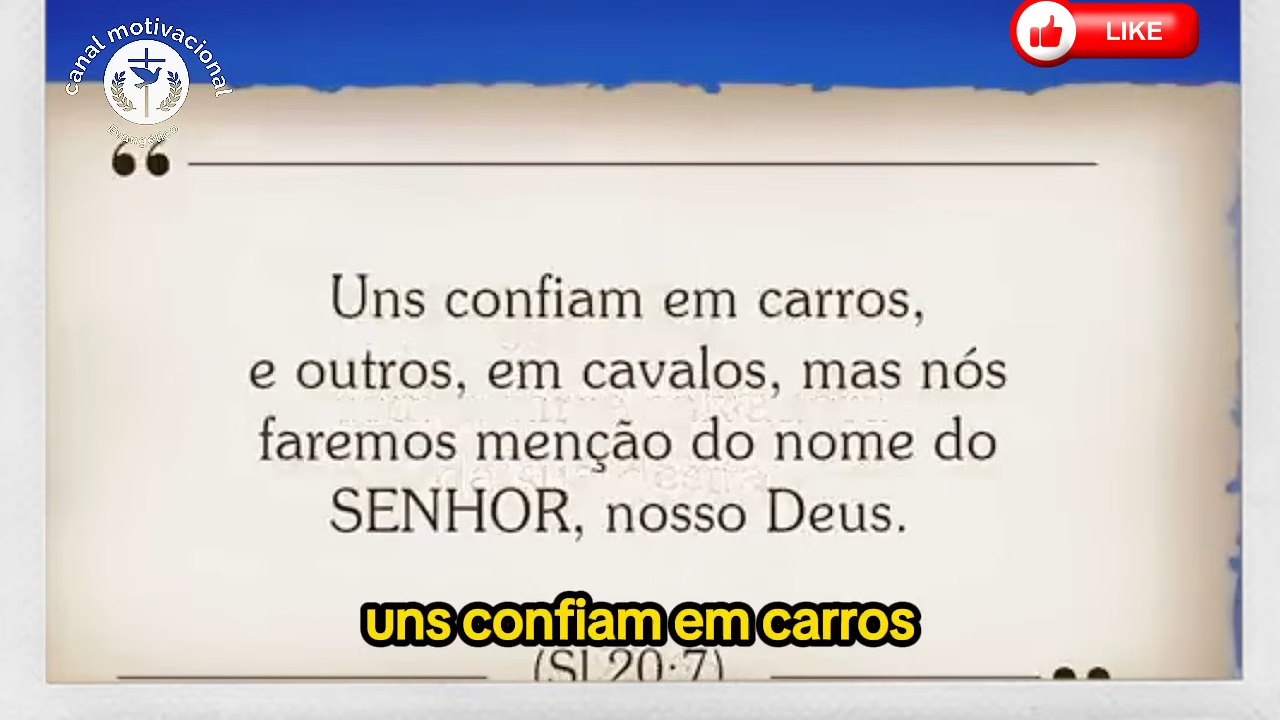 canal motivacional
evangélico
LIKE
Uns confiam em carros,
e outros, em cavalos, mas nós
faremos menção do nome do
SENHOR, nosso Deus.
uns confiam em carros
(Sl 20:7)